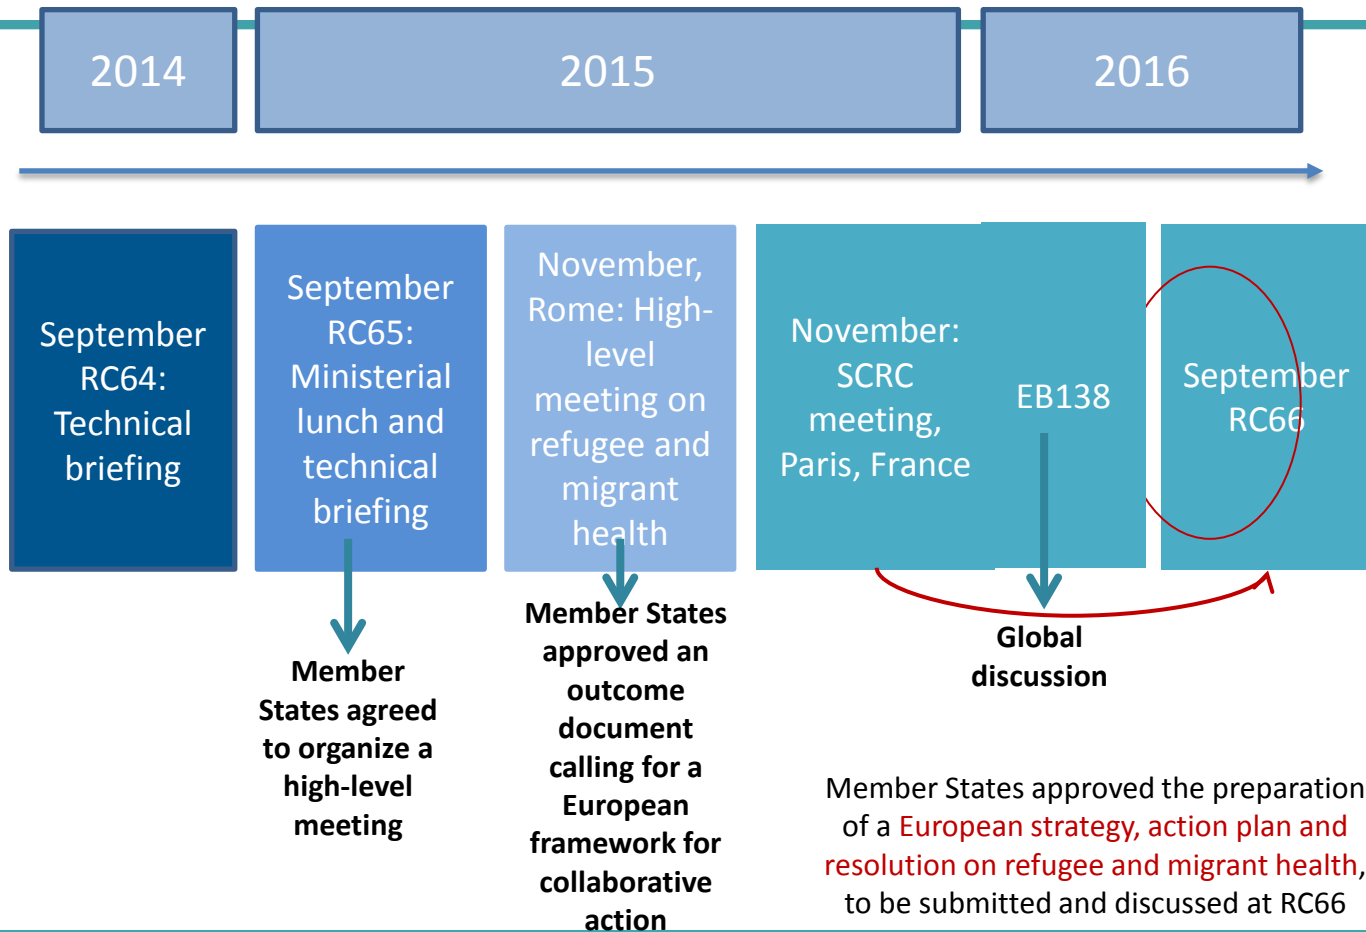 2014
2015
2016
September
RC64:
Technical
briefing
September
RC65:
Ministerial
lunch and
technical
briefing
November,
Rome: High-
level
meeting on
refugee and
migrant
health
November:
SCRC
meeting,
Paris, France
EB138
September
RC66
Member
States agreed
to organize a
high-level
meeting
Member States
approved an
outcome
document
calling for a
European
framework for
collaborative
action
Global
discussion
Member States approved the preparation
of a European strategy, action plan and
resolution on refugee and migrant health,
to be submitted and discussed at RC66